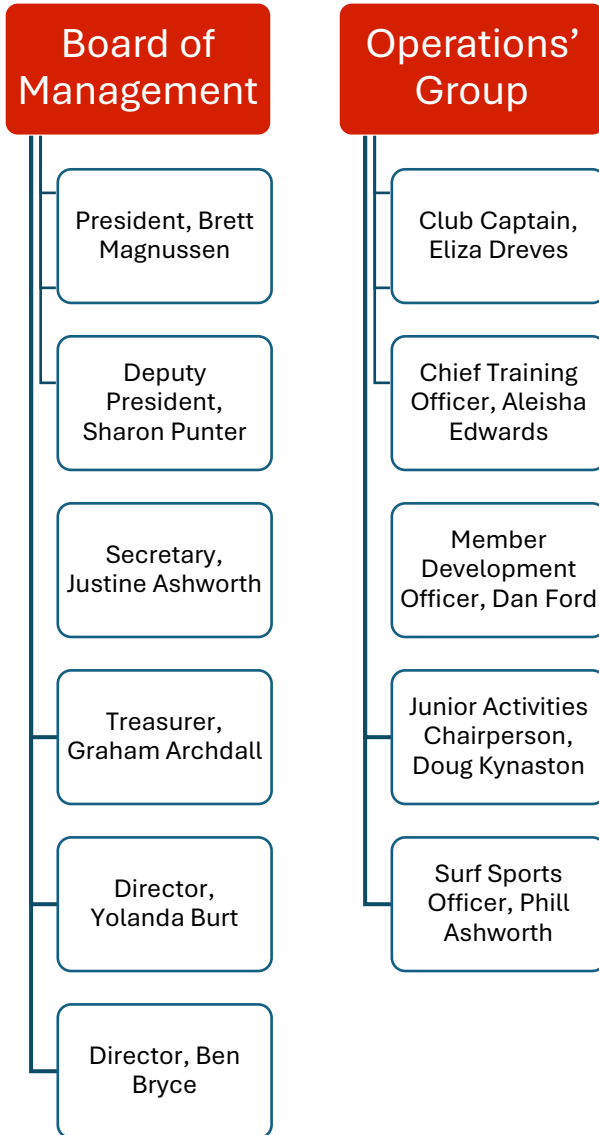 Board of
Management
President, Brett
Magnussen
Deputy
President,
Sharon Punter
Secretary,
Justine Ashworth
Treasurer,
Graham Archdall
Director,
Yolanda Burt
Director, Ben
Bryce
Operations’
Group
Club Captain,
Eliza Dreves
Chief Training
Officer, Aleisha
Edwards
Member
Development
Officer, Dan Ford
Junior Activities
Chairperson,
Doug Kynaston
Surf Sports
Officer, Phill
Ashworth